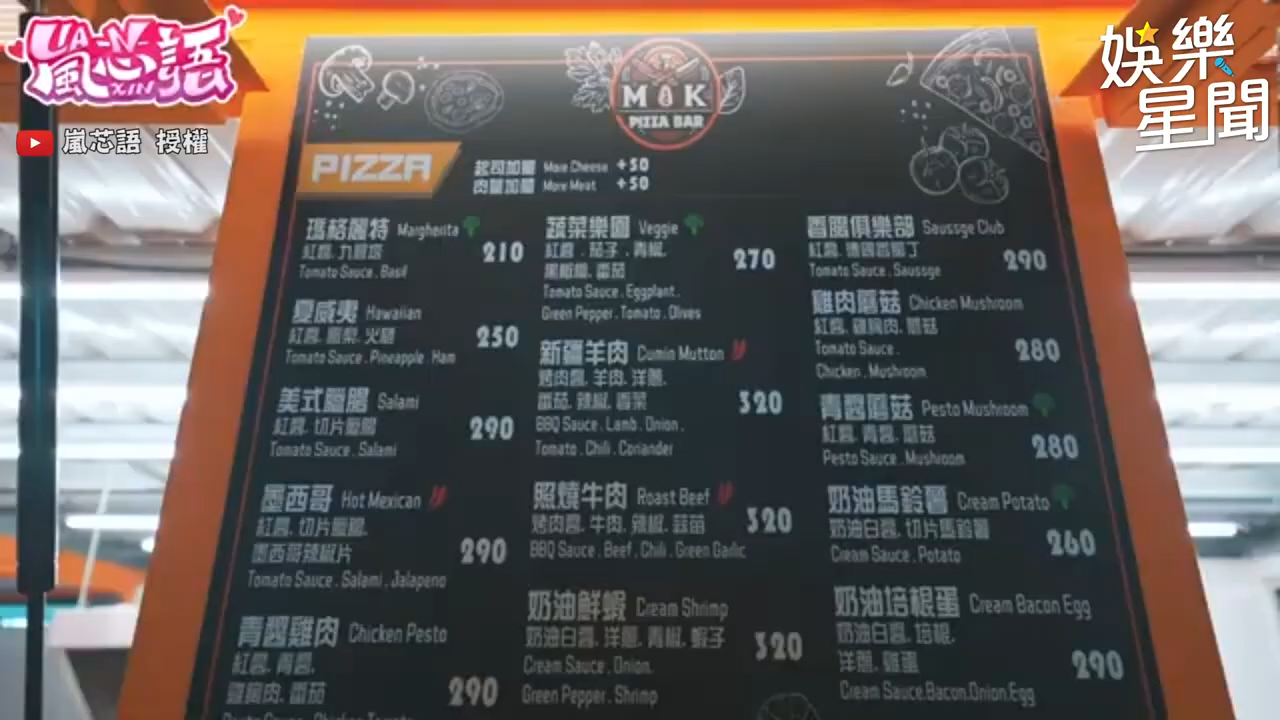 嵐芯語
LAN
XIN
嵐芯語 授權
娛樂
星聞
M K
PIZZA BAR
PIZZA
起司加量 More Cheese +50
肉量加量 More Meat +50
瑪格麗特 Margherita
紅醬. 九層塔
210
Tomato Sauce . Basil
夏威夷 Hawaiian
紅醬. 鳳梨. 火腿
250
Tomato Sauce . Pineapple . Ham
美式臘腸 Salami
紅醬. 切片臘腸
290
Tomato Sauce . Salami
墨西哥 Hot Mexican
紅醬. 切片臘腸.
墨西哥辣椒片
290
Tomato Sauce . Salami . Jalapeno
青醬雞肉 Chicken Pesto
紅醬. 青醬.
雞胸肉. 番茄
290
蔬菜樂園 Veggie
紅醬 . 茄子 . 青椒.
黑橄欖. 番茄
270
Tomato Sauce . Eggplant .
Green Pepper . Tomato . Olives
新疆羊肉 Cumin Mutton
烤肉醬. 羊肉. 洋蔥.
番茄. 辣椒. 香菜
320
BBQ Sauce . Lamb . Onion .
Tomato . Chili . Coriander
照燒牛肉 Roast Beef
烤肉醬. 牛肉. 辣椒. 蒜苗
320
BBQ Sauce . Beef . Chili . Green Garlic
奶油鮮蝦 Cream Shrimp
奶油白醬. 洋蔥. 青椒. 蝦子
320
Cream Sauce . Onion.
Green Pepper . Shrimp
香腸俱樂部 Saussge Club
紅醬. 德國香腸丁
290
Tomato Sauce . Saussge
雞肉蘑菇 Chicken Mushroom
紅醬. 雞胸肉. 蘑菇
Tomato Sauce .
280
Chicken . Mushroom
青醬蘑菇 Pesto Mushroom
紅醬. 青醬. 蘑菇
280
Pesto Sauce . Mushroom
奶油馬鈴薯 Cream Potato
奶油白醬. 切片馬鈴薯
260
Cream Sauce . Potato
奶油培根蛋 Cream Bacon Egg
奶油白醬. 培根.
洋蔥. 雞蛋
290
Cream Sauce.Bacon.Onion.Egg